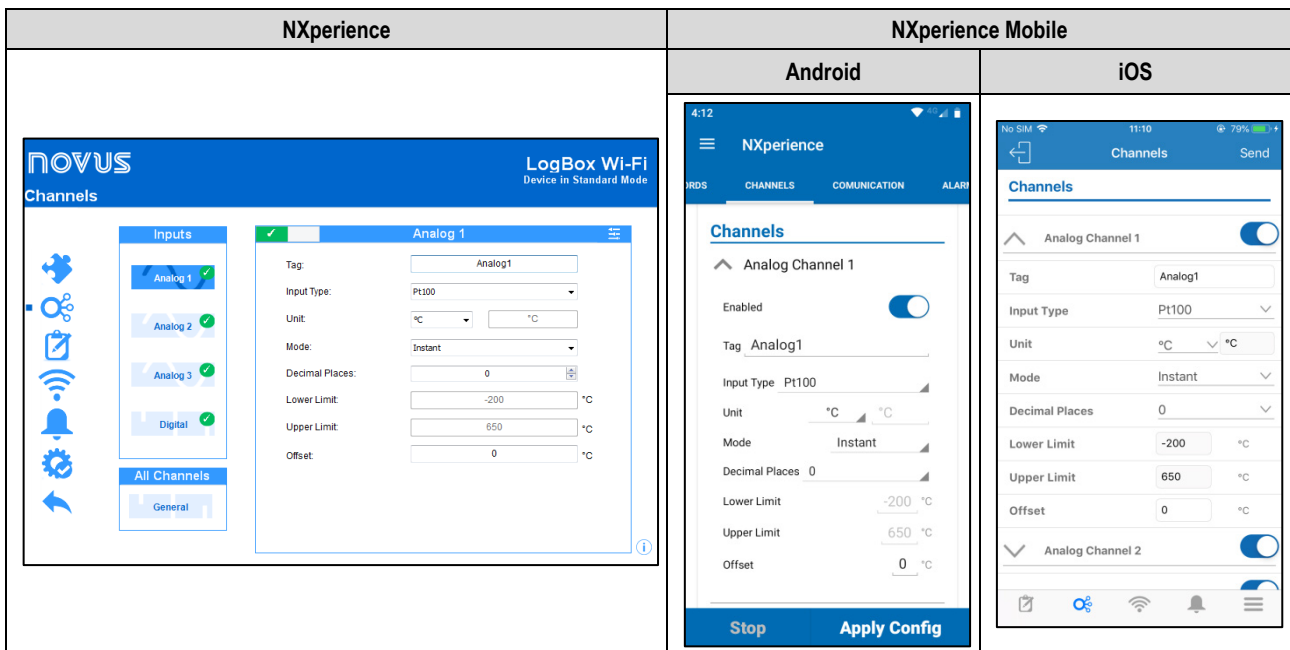 NXperience
NXperience Mobile
Android
iOS
NOVUS
LogBox Wi-Fi
Device in Standard Mode
Channels
Inputs
Analog 1
Analog 2
Analog 3
Digital
All Channels
General
Analog 1
Tag: Analog1
Input Type: Pt100
Unit: ºC °C
Mode: Instant
Decimal Places: 0
Lower Limit: -200 °C
Upper Limit: 650 °C
Offset: 0 °C
4:12 4G
NXperience
RDS CHANNELS COMUNICATION ALARM
Channels
Analog Channel 1
Enabled
Tag Analog1
Input Type Pt100
Unit °C °C
Mode Instant
Decimal Places 0
Lower Limit -200 °C
Upper Limit 650 °C
Offset 0 °C
Stop Apply Config
No SIM 11:10 79%
Channels Send
Channels
Analog Channel 1
Tag Analog1
Input Type Pt100
Unit ºC ºC
Mode Instant
Decimal Places 0
Lower Limit -200 °C
Upper Limit 650 °C
Offset 0 °C
Analog Channel 2